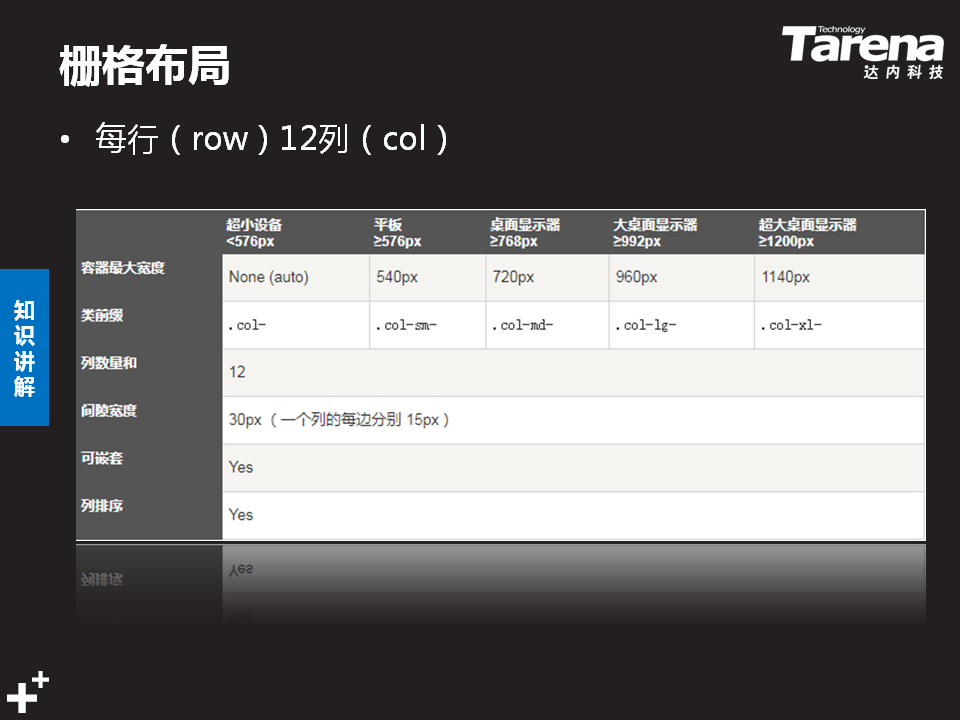 栅格布局
Technology
Tarena
达内科技
• 每行（row）12列（col）
知识讲解
超小设备 <576px 平板 ≥576px 桌面显示器 ≥768px 大桌面显示器 ≥992px 超大桌面显示器 ≥1200px
容器最大宽度 None (auto) 540px 720px 960px 1140px
类前缀 .col- .col-sm- .col-md- .col-lg- .col-xl-
列数量和 12
间隙宽度 30px（一个列的每边分别 15px）
可嵌套 Yes
列排序 Yes